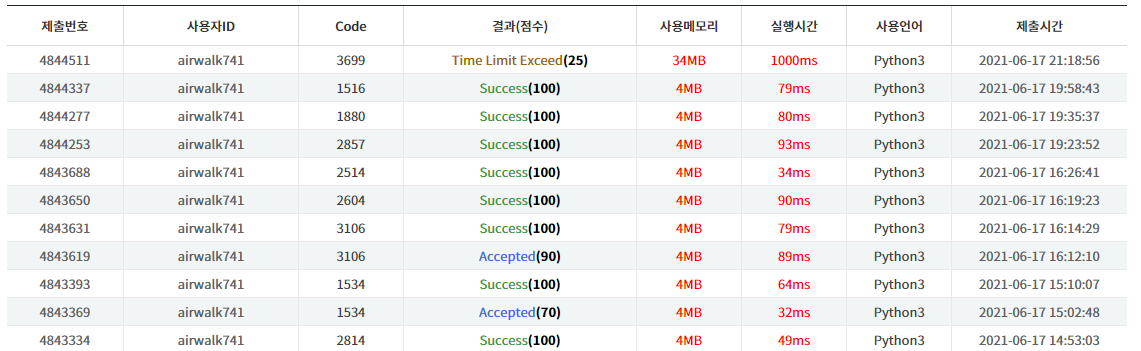 제출번호 사용자ID Code 결과(점수) 사용메모리 실행시간 사용언어 제출시간
4844511 airwalk741 3699 Time Limit Exceed(25) 34MB 1000ms Python3 2021-06-17 21:18:56
4844337 airwalk741 1516 Success(100) 4MB 79ms Python3 2021-06-17 19:58:43
4844277 airwalk741 1880 Success(100) 4MB 80ms Python3 2021-06-17 19:35:37
4844253 airwalk741 2857 Success(100) 4MB 93ms Python3 2021-06-17 19:23:52
4843688 airwalk741 2514 Success(100) 4MB 34ms Python3 2021-06-17 16:26:41
4843650 airwalk741 2604 Success(100) 4MB 90ms Python3 2021-06-17 16:19:23
4843631 airwalk741 3106 Success(100) 4MB 79ms Python3 2021-06-17 16:14:29
4843619 airwalk741 3106 Accepted(90) 4MB 89ms Python3 2021-06-17 16:12:10
4843393 airwalk741 1534 Success(100) 4MB 64ms Python3 2021-06-17 15:10:07
4843369 airwalk741 1534 Accepted(70) 4MB 32ms Python3 2021-06-17 15:02:48
4843334 airwalk741 2814 Success(100) 4MB 49ms Python3 2021-06-17 14:53:03